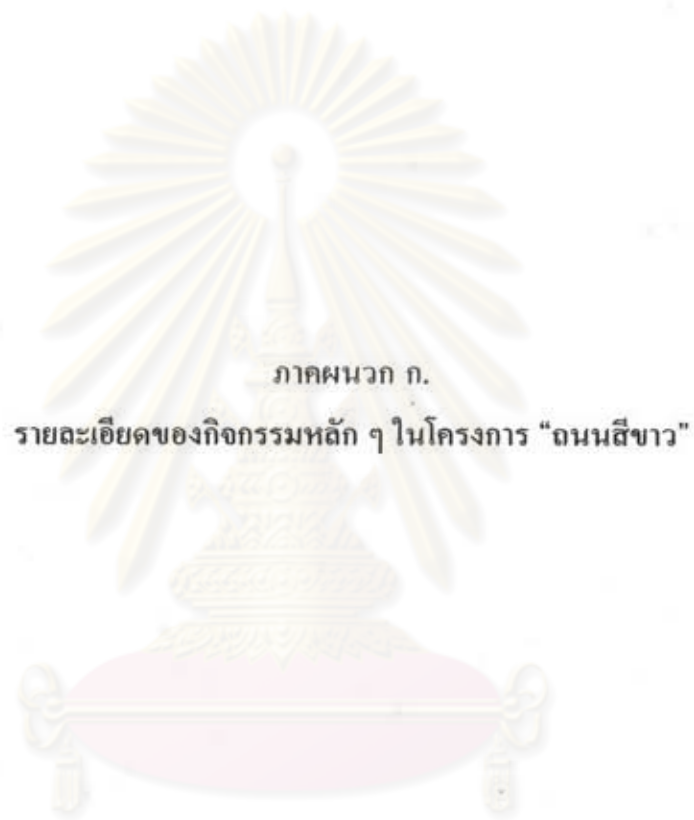 ภาคผนวก ก.
รายละเอียดของกิจกรรมหลัก ๆ ในโครงการ “ถนนสีขาว”